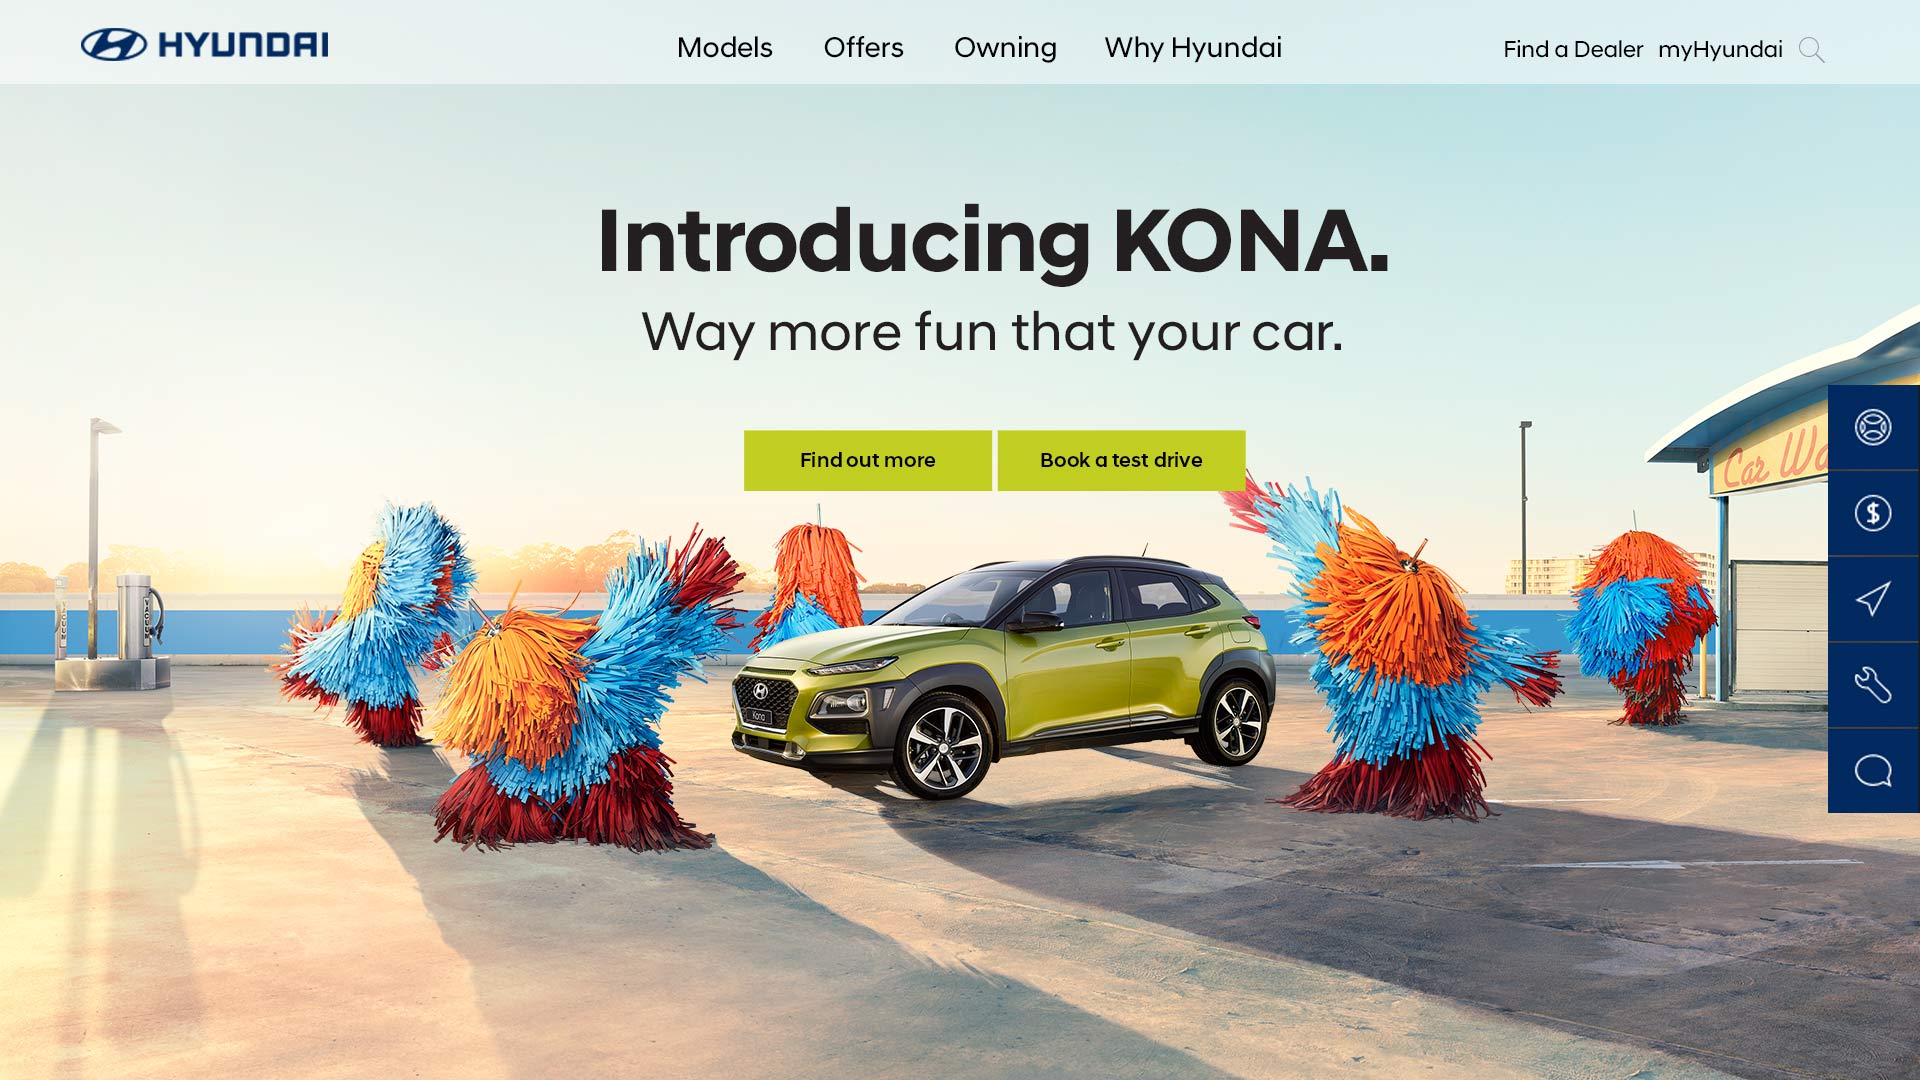 HYUNDAI
Models Offers Owning Why Hyundai
Find a Dealer myHyundai
Introducing KONA.
Way more fun that your car.
Find out more Book a test drive
Car
VACUUM
Kona
$